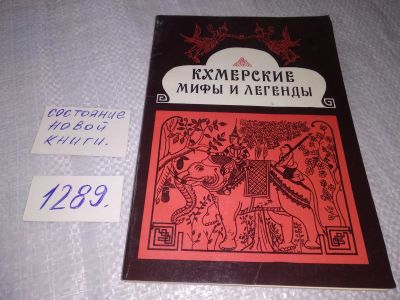 КХМЕРСКИЕ
МИФЫ И ЛЕГЕНДЫ
СОСТОЯНИЕ
НОВОЙ
КНИГИ.
1289.